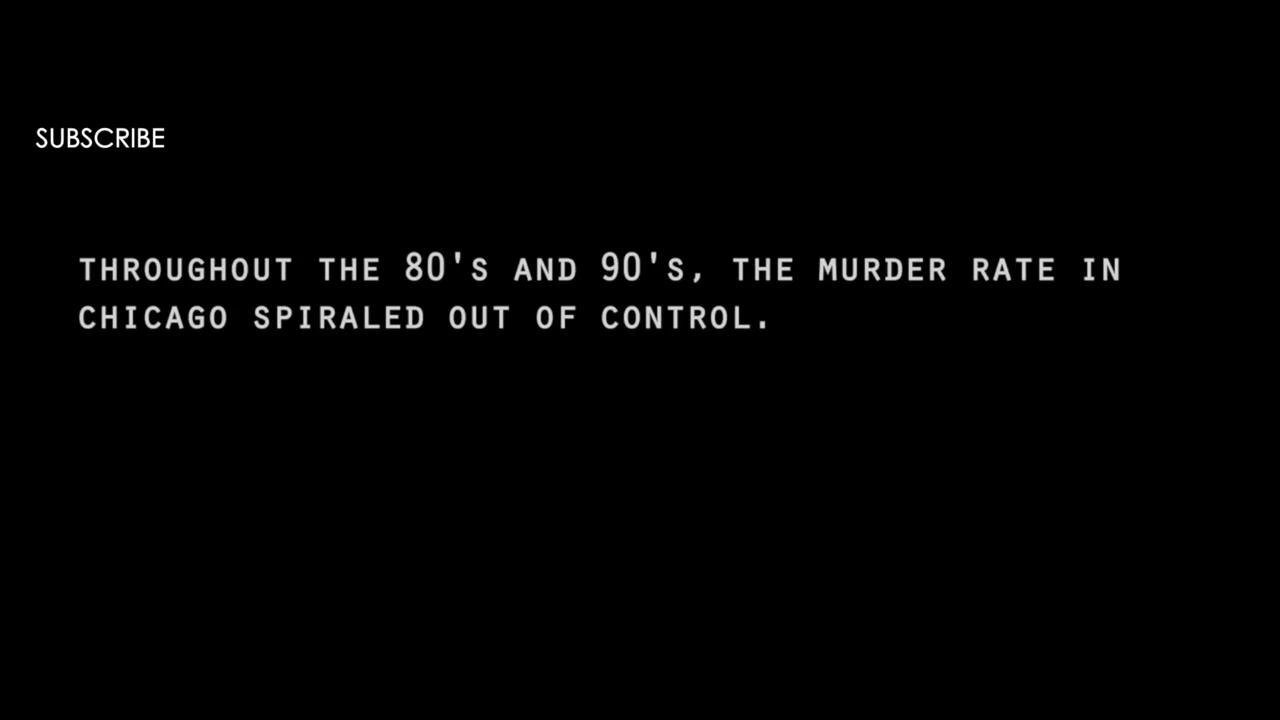 SUBSCRIBE
THROUGHOUT THE 80'S AND 90'S, THE MURDER RATE IN
CHICAGO SPIRALED OUT OF CONTROL.